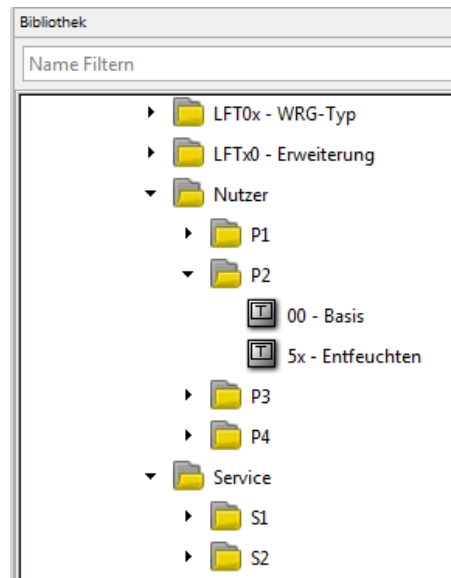 Bibliothek
Name Filtern
LFT0x - WRG-Typ
LFTx0 - Erweiterung
Nutzer
P1
P2
T 00 - Basis
T 5x - Entfeuchten
P3
P4
Service
S1
S2